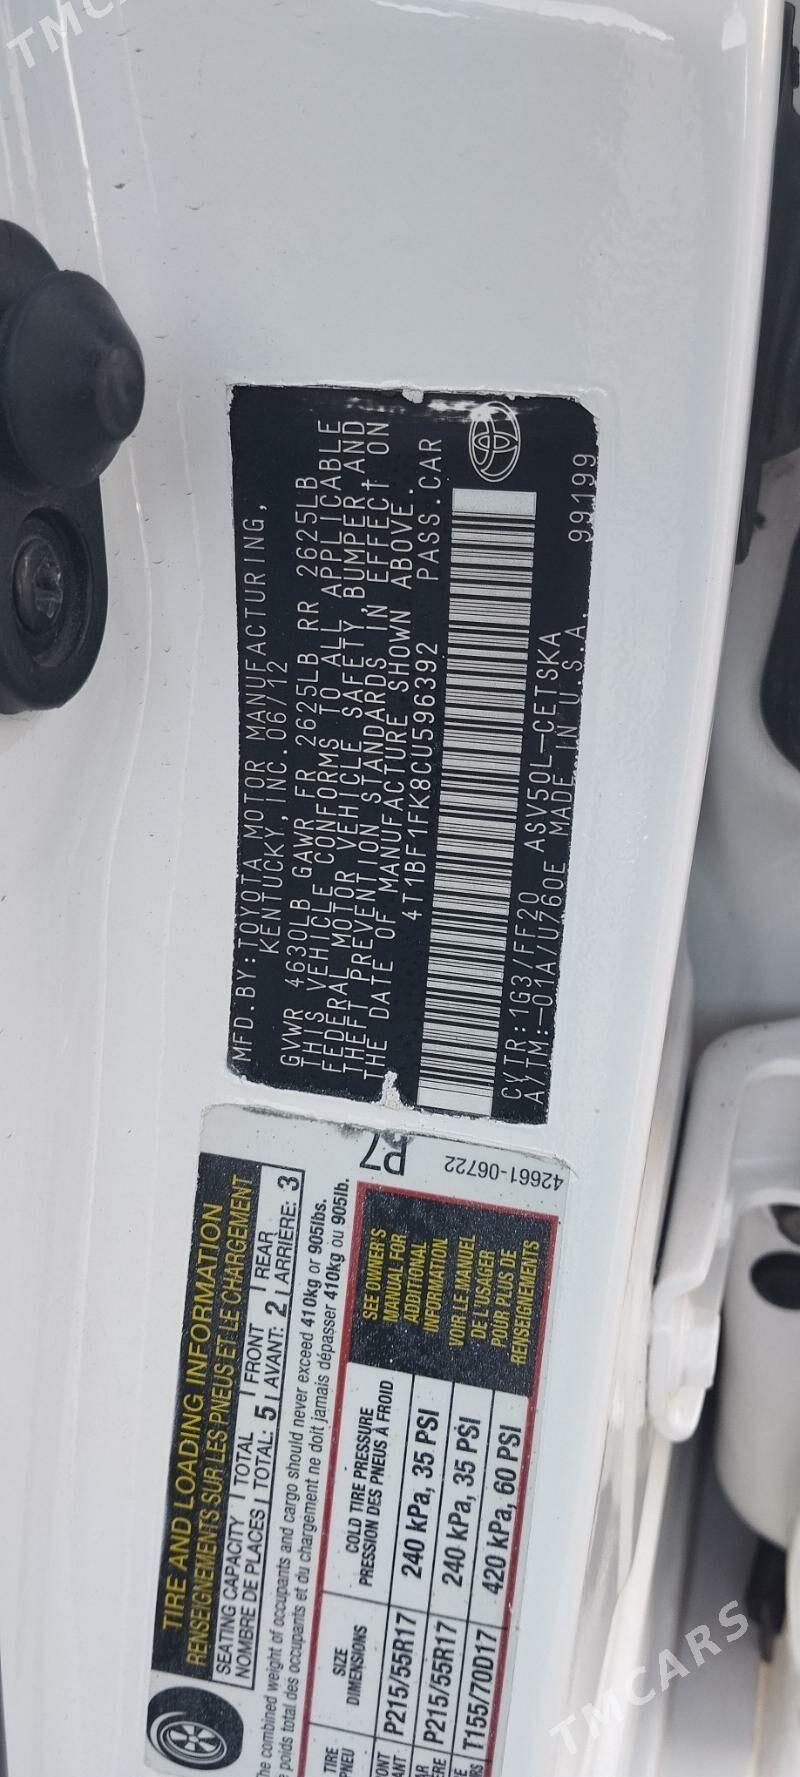 TMCARS
MFD.BY:TOYOTA MOTOR MANUFACTURING,
KENTUCKY,INC.06/12
GVWR 4630LB GAWR FR 2625LB RR 2625LB
THIS VEHICLE CONFORMS TO ALL APPLICABLE
FEDERAL MOTOR VEHICLE SAFETY,BUMPER,AND
THEFT PREVENTION STANDARDS IN EFFECT ON
THE DATE OF MANUFACTURE SHOWN ABOVE.
4T1BF1FK8CU596392 PASS.CAR
C/TR:1G3/FF20 ASV50L-CETSKA
A/TM:-01A/U760E MADE IN U.S.A. 99199
TIRE AND LOADING INFORMATION
RENSEIGNEMENTS SUR LES PNEUS ET LE CHARGEMENT
SEATING CAPACITY TOTAL FRONT REAR
NOMBRE DE PLACES TOTAL: 5 AVANT: 2 ARRIÈRE: 3
The combined weight of occupants and cargo should never exceed 410kg or 905lbs.
poids total des occupants et du chargement ne doit jamais dépasser 410kg ou 905lb.
TIRE SIZE COLD TIRE PRESSURE
PNEU DIMENSIONS PRESSION DES PNEUS À FROID
P215/55R17 240 kPa, 35 PSI
P215/55R17 240 kPa, 35 PSI
T155/70D17 420 kPa, 60 PSI
SEE OWNER'S
MANUAL FOR
ADDITIONAL
INFORMATION
VOIR LE MANUEL
DE L'USAGER
POUR PLUS DE
RENSEIGNEMENTS
P7
42661-06722
TMCARS